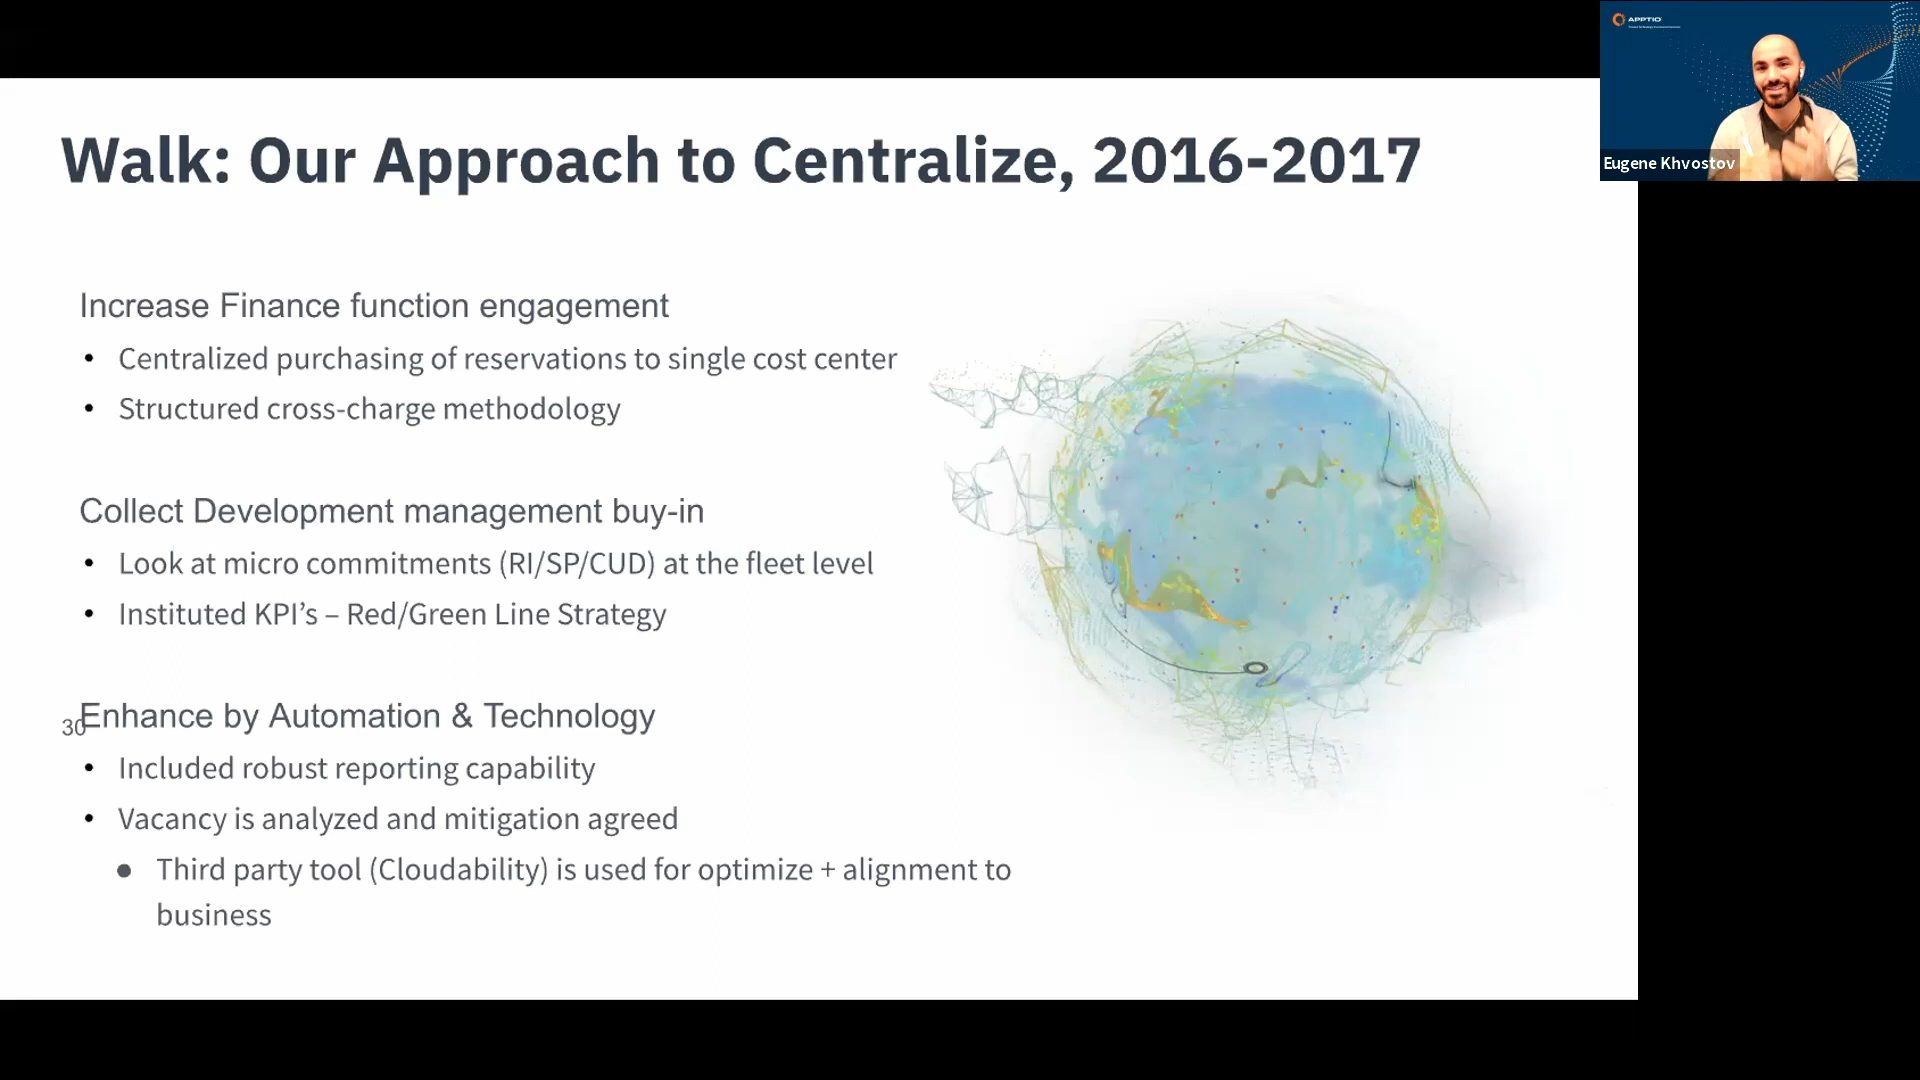 APPTIO
Walk: Our Approach to Centralize, 2016-2017
Eugene Khvostov
Increase Finance function engagement
• Centralized purchasing of reservations to single cost center
• Structured cross-charge methodology
Collect Development management buy-in
• Look at micro commitments (RI/SP/CUD) at the fleet level
• Instituted KPI’s – Red/Green Line Strategy
30
Enhance by Automation & Technology
• Included robust reporting capability
• Vacancy is analyzed and mitigation agreed
● Third party tool (Cloudability) is used for optimize + alignment to
business